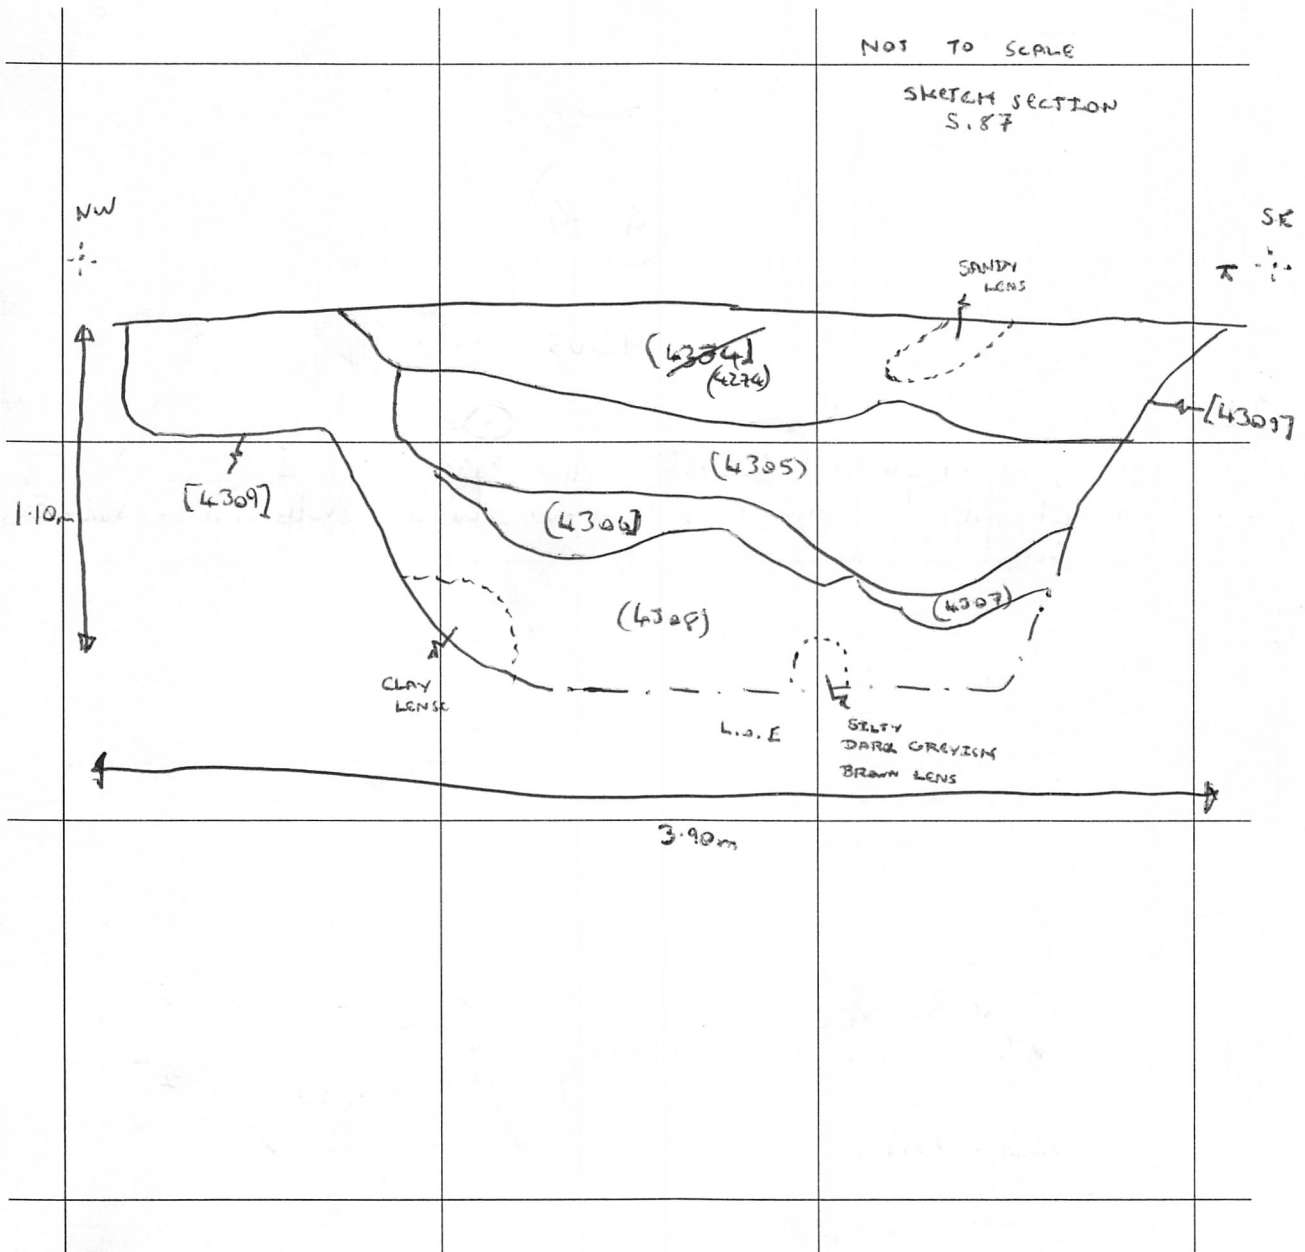 NOT TO SCALE
SKETCH SECTION
S.87
NW
SE
SANDY
LENS
(4304)
(4274)
[4309]
(4305)
[4309]
1.10m
(4306)
(4307)
(4308)
CLAY
LENSE
L.O.E
SILTY
DARK GREYISH
BROWN LENS
3.90m